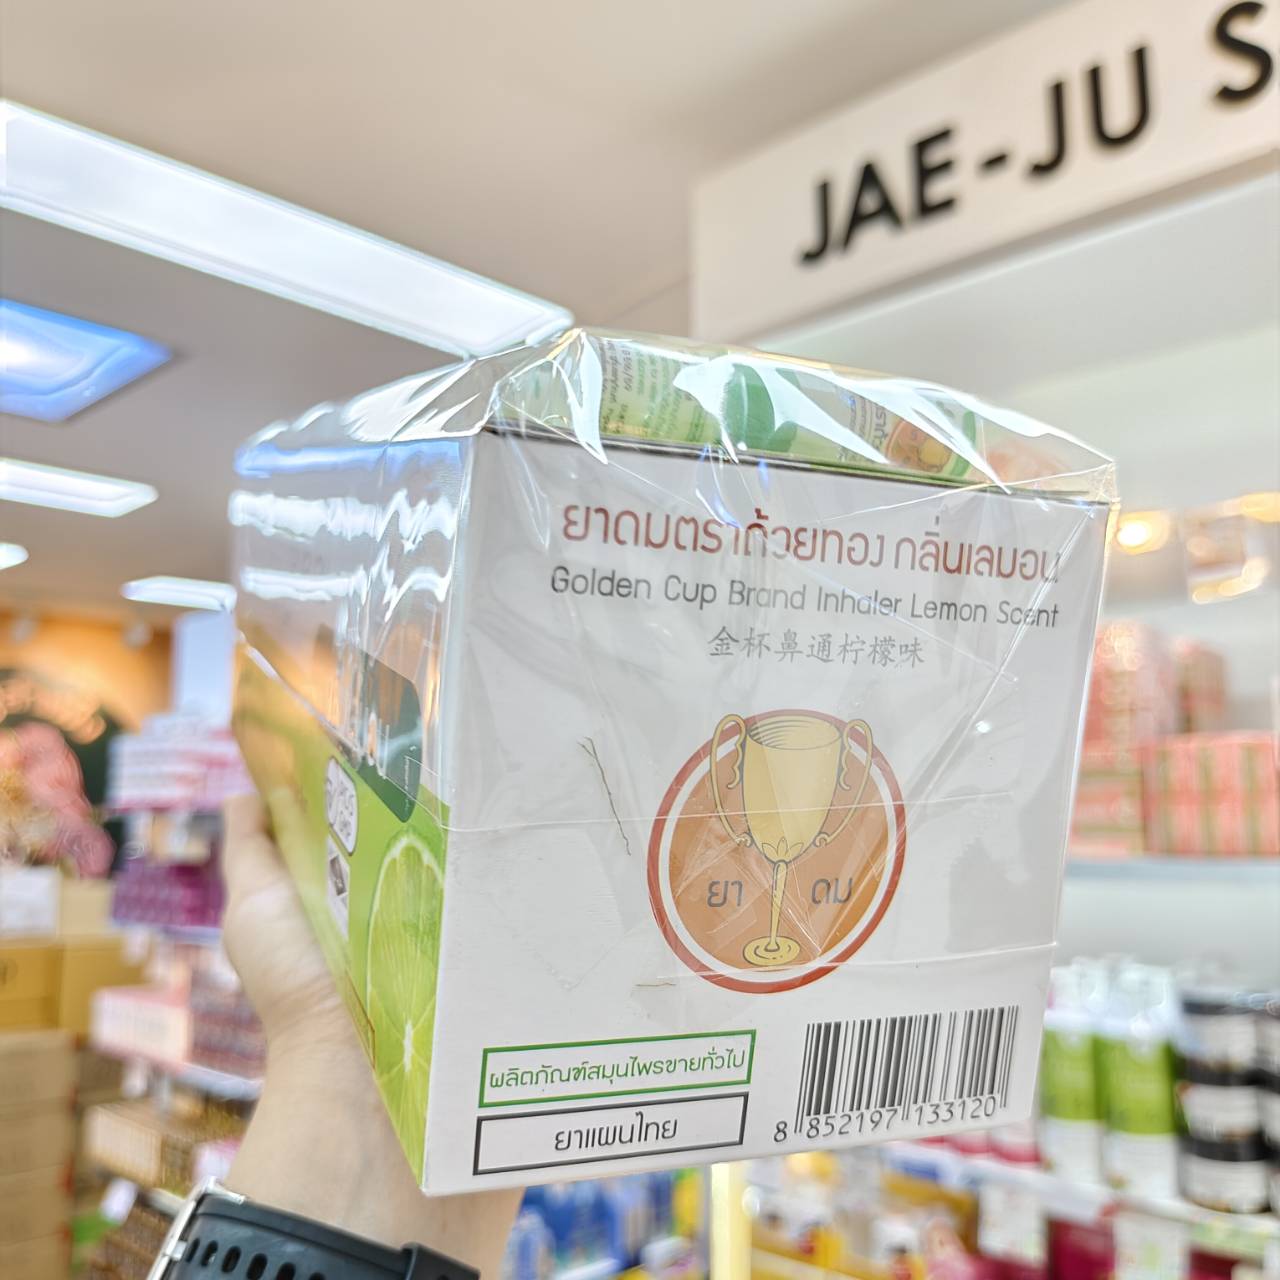 JAE-JU S
ยาดมตราถ้วยทอง กลิ่นเลมอน
Golden Cup Brand Inhaler Lemon Scent
金杯鼻通柠檬味
ยา ดม
ผลิตภัณฑ์สมุนไพรขายทั่วไป
ยาแผนไทย
8 852197 133120